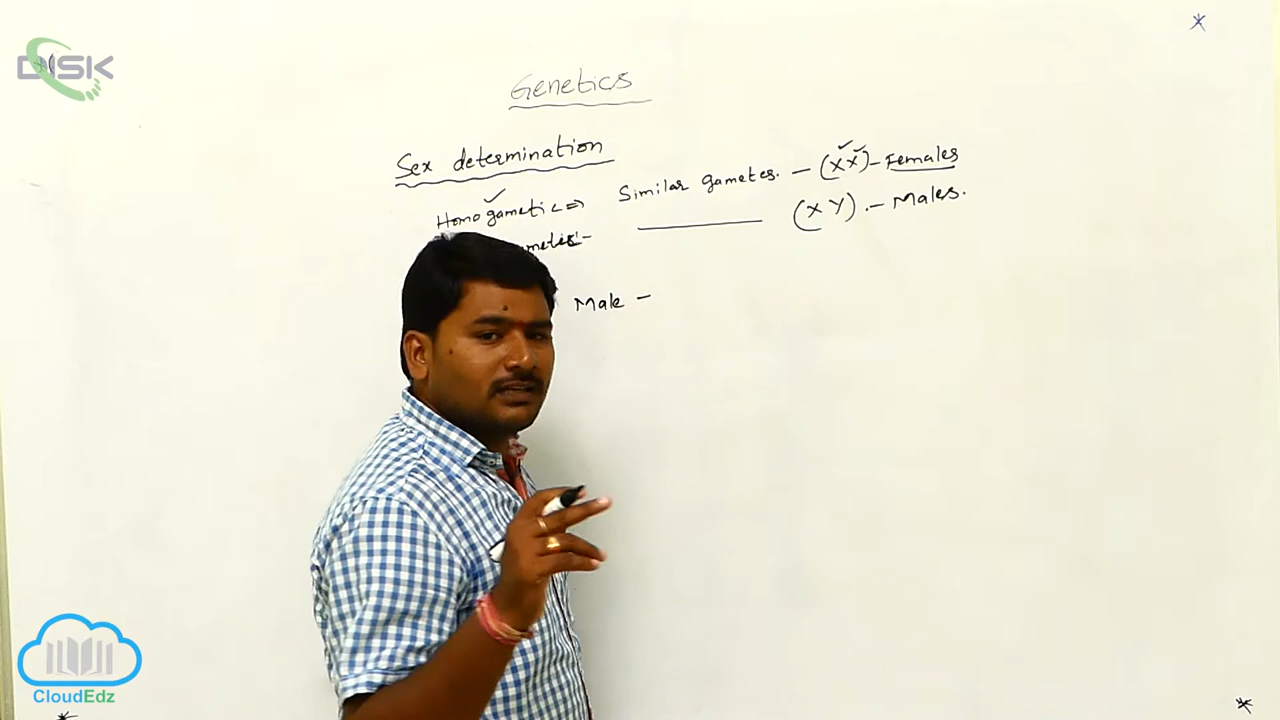 DISK
Genetics
Sex determination
Homogametic ⇒ Similar gametes. - (XX) - Females
(XY). - Males.
Male -
CloudEdz